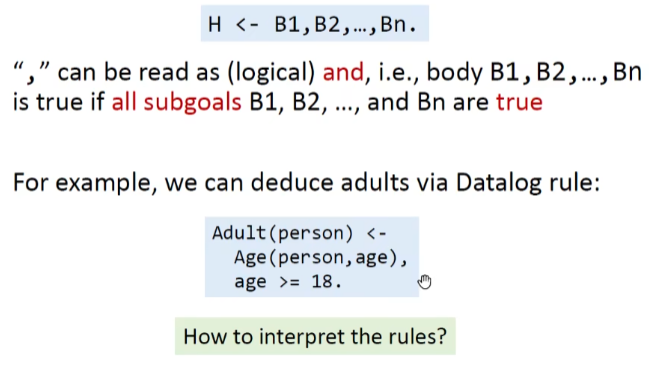 H <- B1,B2,…,Bn.
“,” can be read as (logical) and, i.e., body B1,B2,…,Bn
is true if all subgoals B1, B2, …, and Bn are true
For example, we can deduce adults via Datalog rule:
Adult(person) <-
Age(person,age),
age >= 18.
How to interpret the rules?